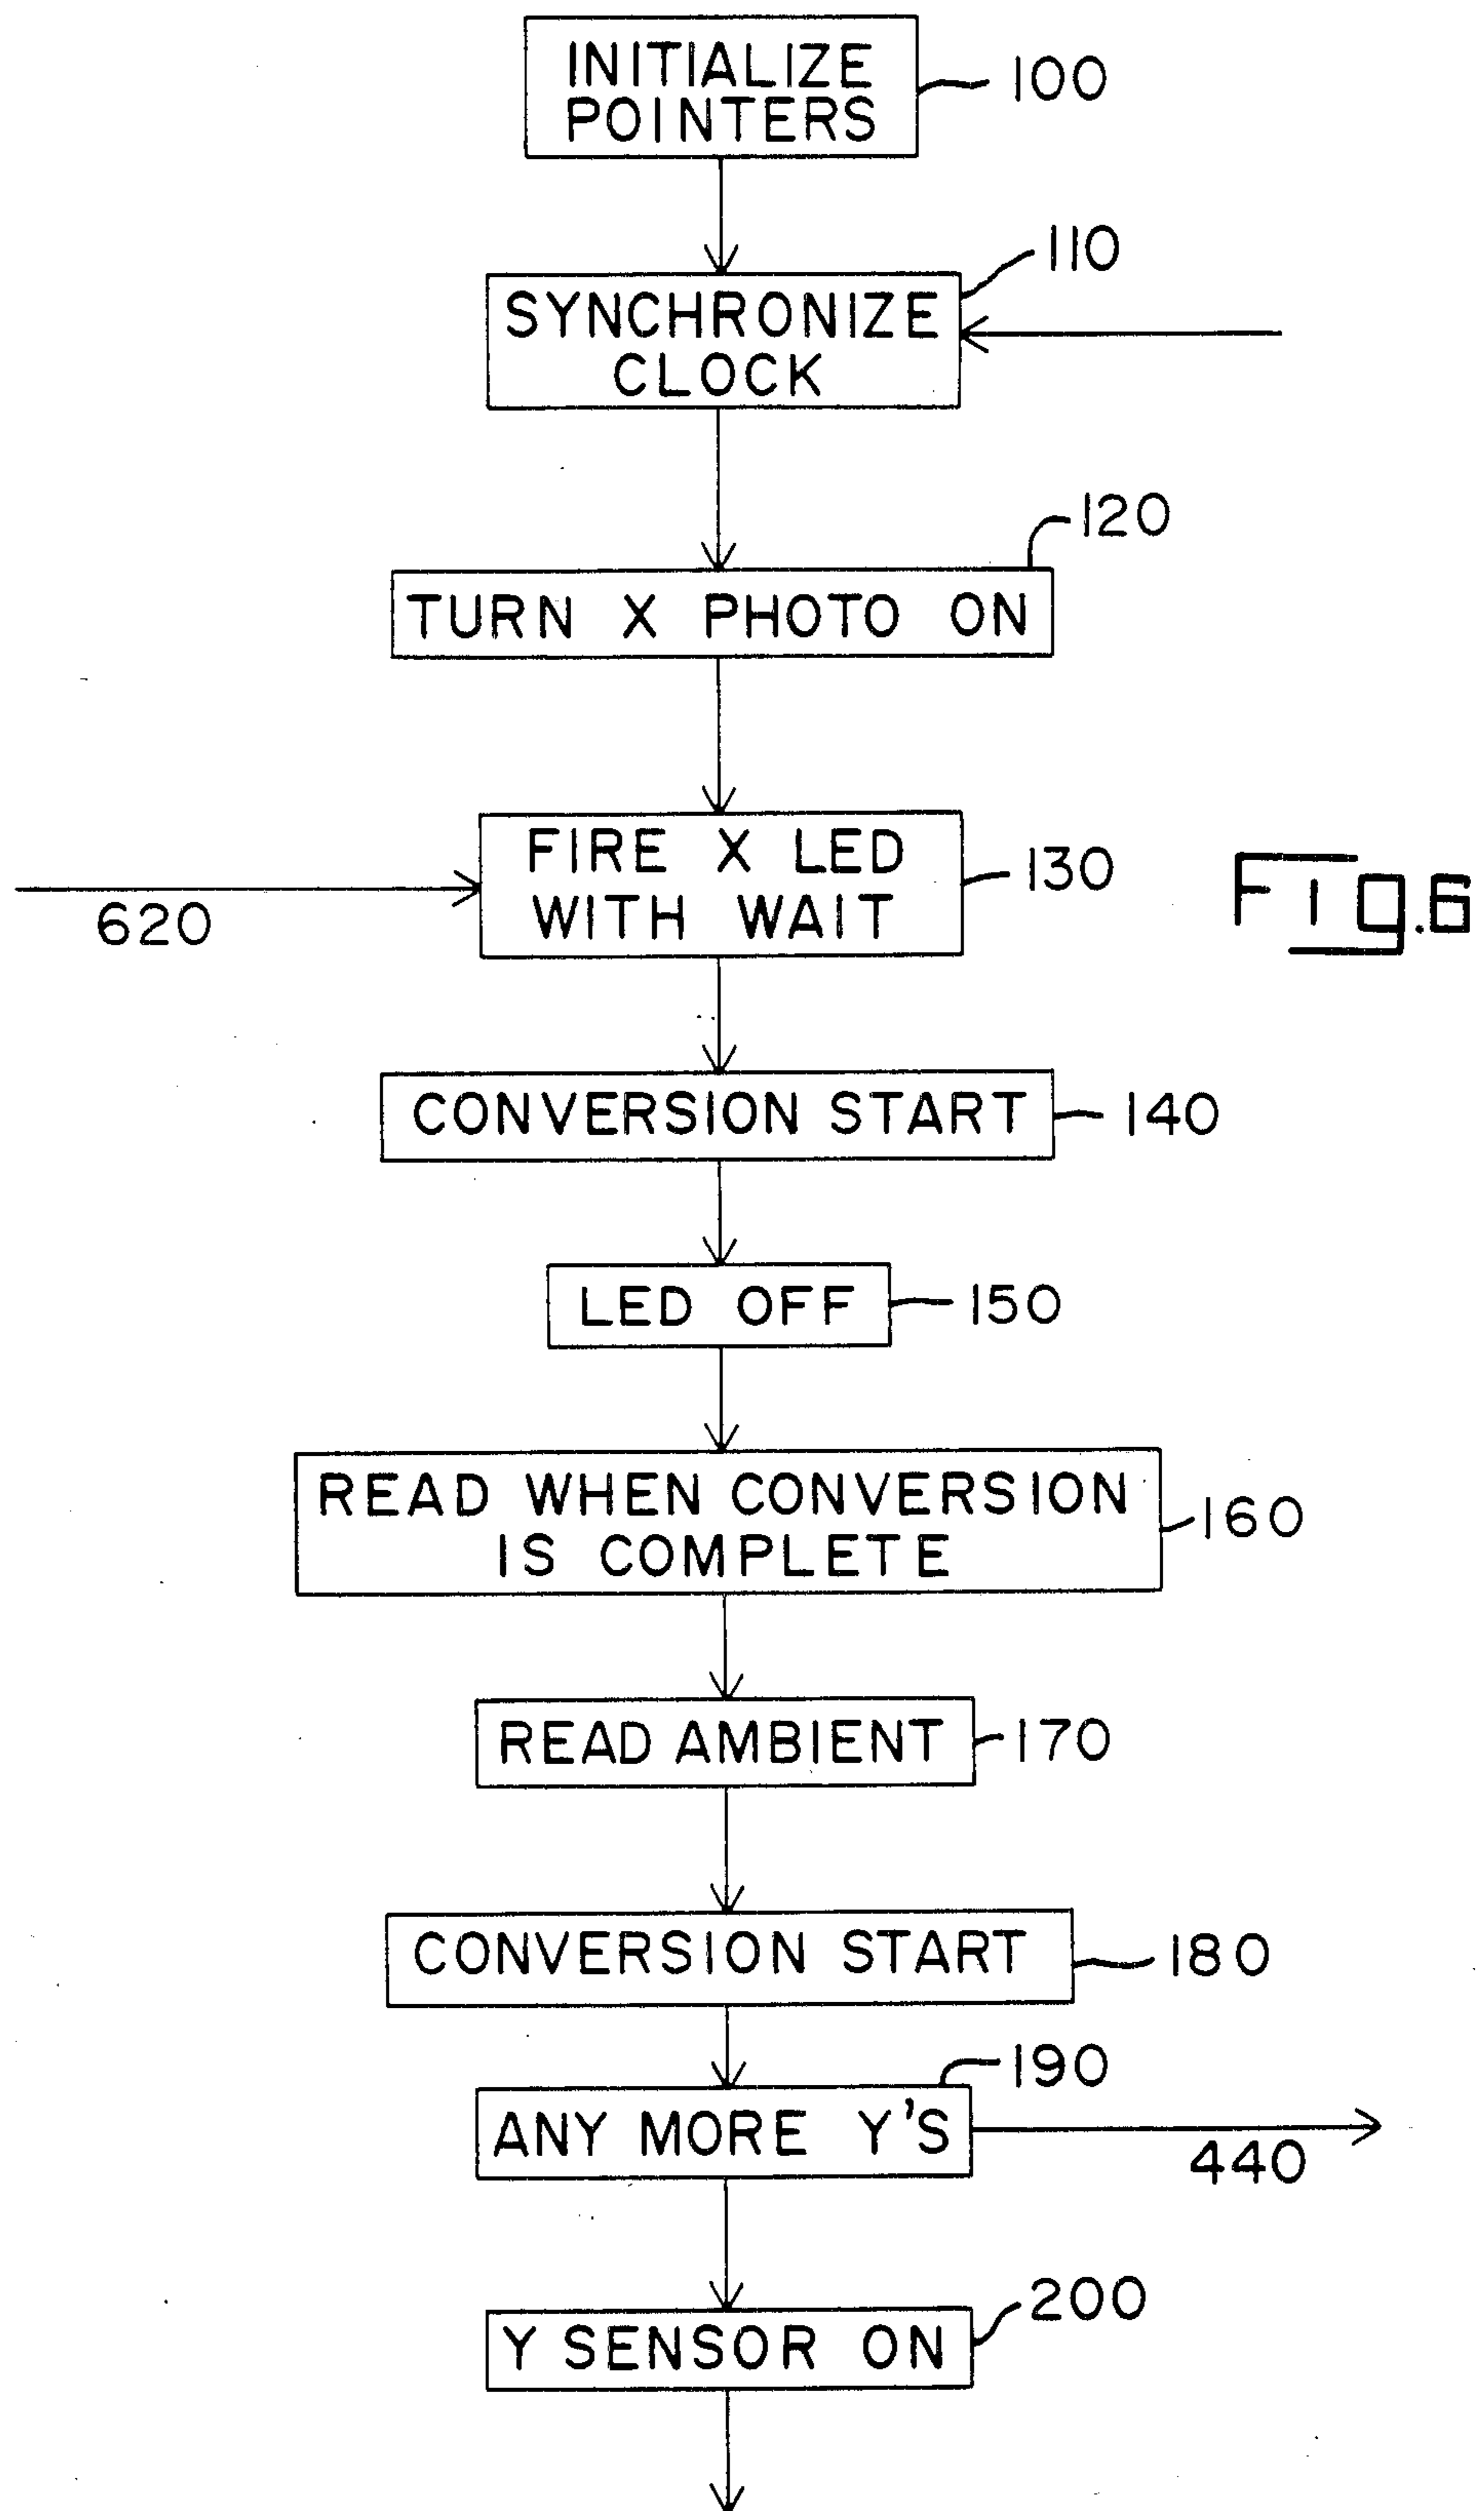 INITIALIZE
POINTERS
100
110
SYNCHRONIZE
CLOCK
120
TURN X PHOTO ON
FIRE X LED
WITH WAIT
130
620
Fig.6
CONVERSION START
140
LED OFF
150
READ WHEN CONVERSION
IS COMPLETE
160
READ AMBIENT
170
CONVERSION START
180
190
ANY MORE Y'S
440
200
Y SENSOR ON